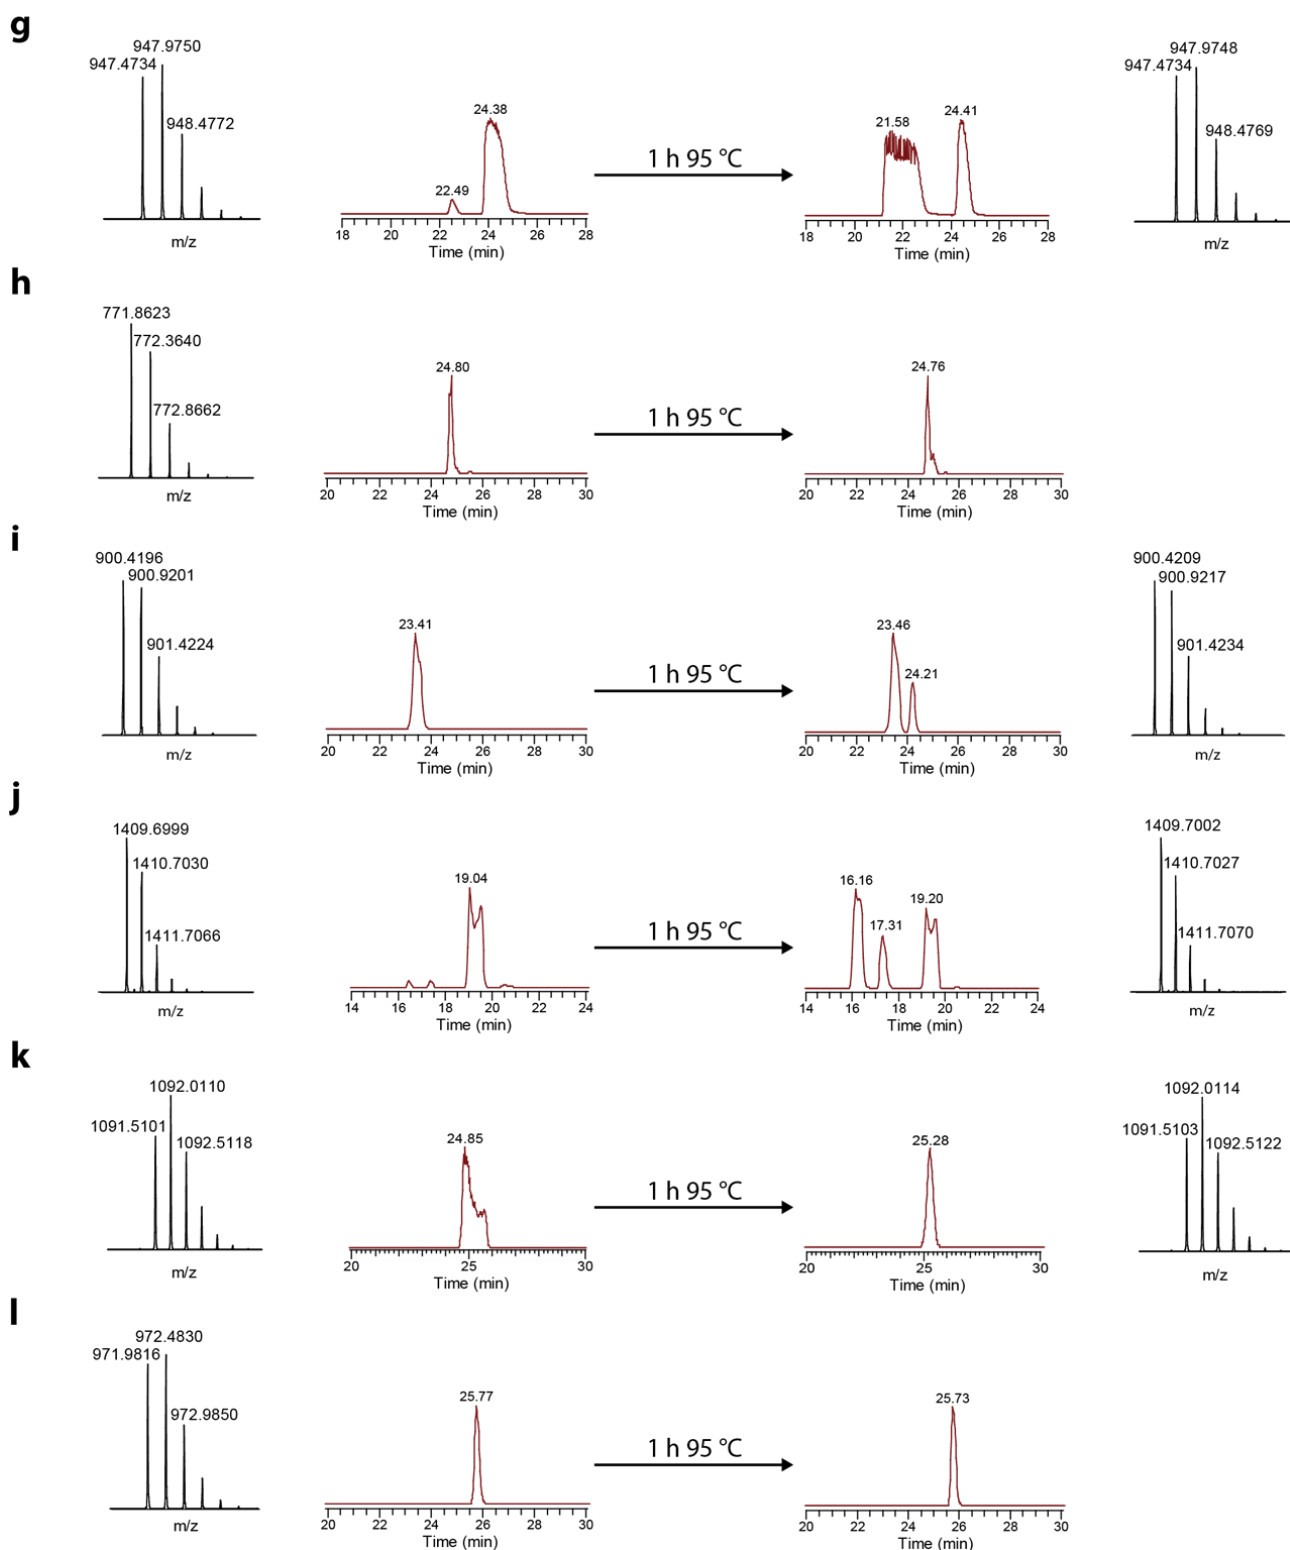 g
947.9750
947.4734
948.4772
m/z
22.49
24.38
18 20 22 24 26 28
Time (min)
1 h 95 °C
21.58
24.41
18 20 22 24 26 28
Time (min)
947.9748
947.4734
948.4769
m/z
h
771.8623
772.3640
772.8662
m/z
24.80
20 22 24 26 28 30
Time (min)
1 h 95 °C
24.76
20 22 24 26 28 30
Time (min)
i
900.4196
900.9201
901.4224
m/z
23.41
20 22 24 26 28 30
Time (min)
1 h 95 °C
23.46
24.21
20 22 24 26 28 30
Time (min)
900.4209
900.9217
901.4234
m/z
j
1409.6999
1410.7030
1411.7066
m/z
19.04
14 16 18 20 22 24
Time (min)
1 h 95 °C
16.16
17.31
19.20
14 16 18 20 22 24
Time (min)
1409.7002
1410.7027
1411.7070
m/z
k
1092.0110
1091.5101
1092.5118
m/z
24.85
20 25 30
Time (min)
1 h 95 °C
25.28
20 25 30
Time (min)
1092.0114
1091.5103
1092.5122
m/z
l
972.4830
971.9816
972.9850
m/z
25.77
20 22 24 26 28 30
Time (min)
1 h 95 °C
25.73
20 22 24 26 28 30
Time (min)